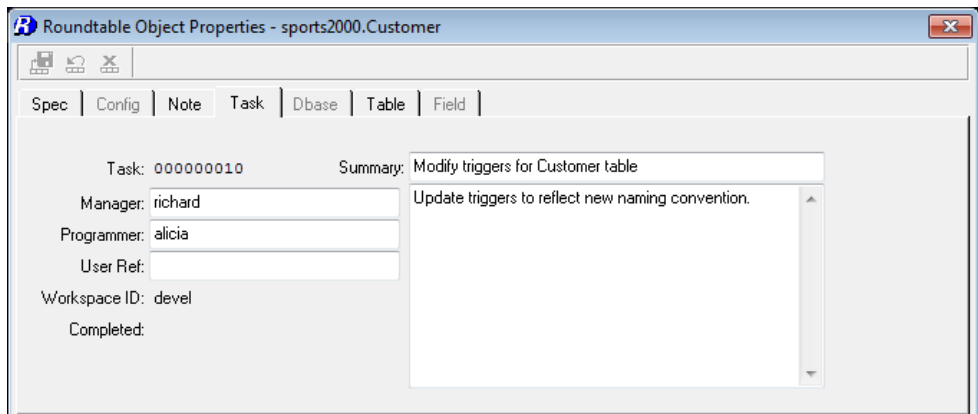 Roundtable Object Properties - sports2000.Customer
Spec Config Note Task Dbase Table Field
Task: 000000010 Summary: Modify triggers for Customer table
Manager: richard Update triggers to reflect new naming convention.
Programmer: alicia
User Ref:
Workspace ID: devel
Completed: